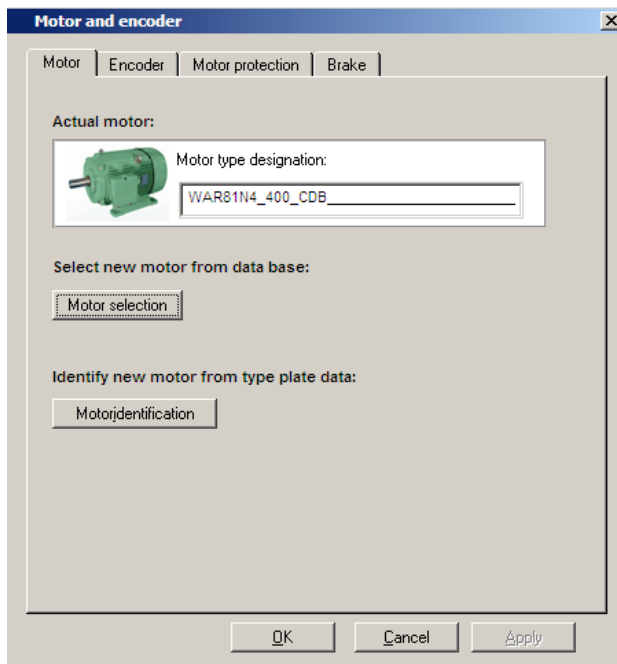 Motor and encoder
Motor Encoder Motor protection Brake
Actual motor:
Motor type designation:
WAR81N4_400_CDB____________________
Select new motor from data base:
Motor selection
Identify new motor from type plate data:
Motoridentification
OK Cancel Apply